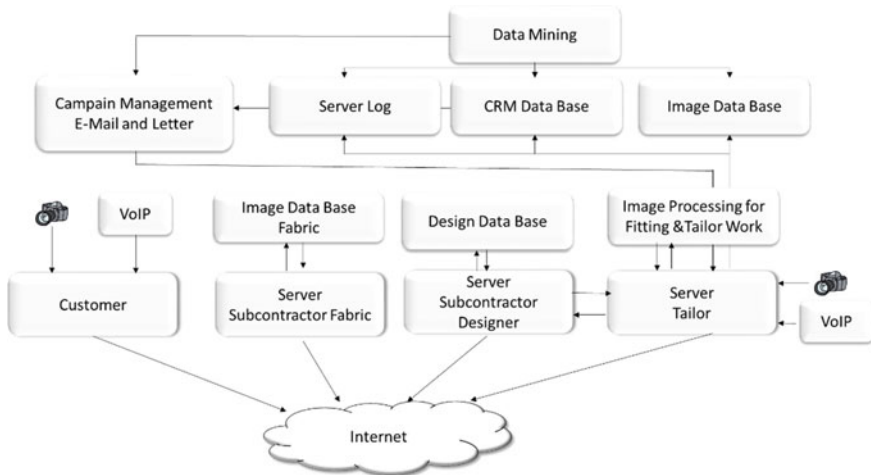 Data Mining
Campain Management
E-Mail and Letter
Server Log
CRM Data Base
Image Data Base
VoIP
Image Data Base
Fabric
Design Data Base
Image Processing for
Fitting &Tailor Work
Customer
Server
Subcontractor Fabric
Server
Subcontractor
Designer
Server
Tailor
VoIP
Internet